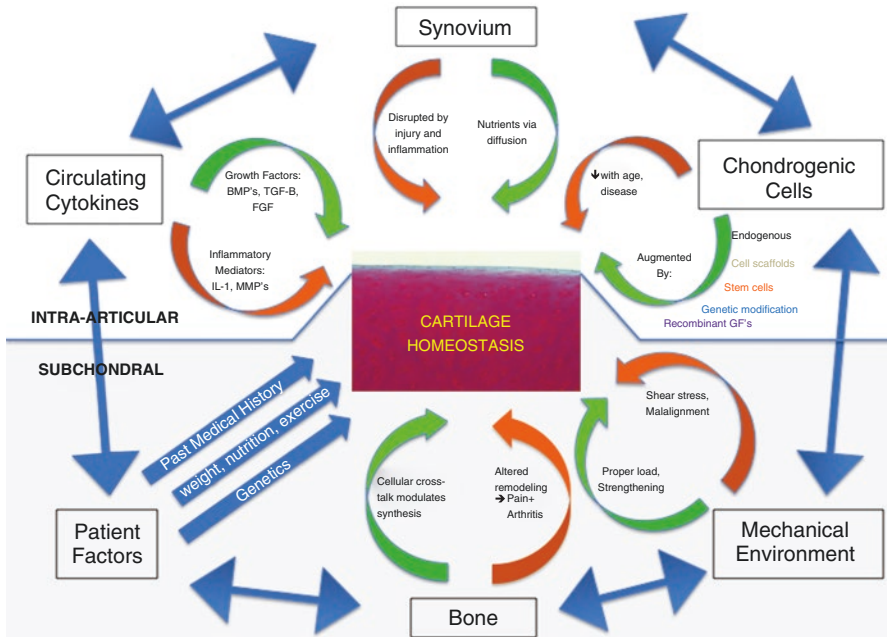 Synovium
Disrupted by
injury and
inflammation
Nutrients via
diffusion
Circulating
Cytokines
Growth Factors:
BMP's, TGF-B,
FGF
Inflammatory
Mediators:
IL-1, MMP's
Chondrogenic
Cells
↓with age,
disease
Augmented
By:
Endogenous
Cell scaffolds
Stem cells
Genetic modification
Recombinant GF's
INTRA-ARTICULAR
SUBCHONDRAL
CARTILAGE
HOMEOSTASIS
Past Medical History
weight, nutrition, exercise
Genetics
Patient
Factors
Cellular cross-
talk modulates
synthesis
Altered
remodeling
→ Pain+
Arthritis
Shear stress,
Malalignment
Proper load,
Strengthening
Mechanical
Environment
Bone